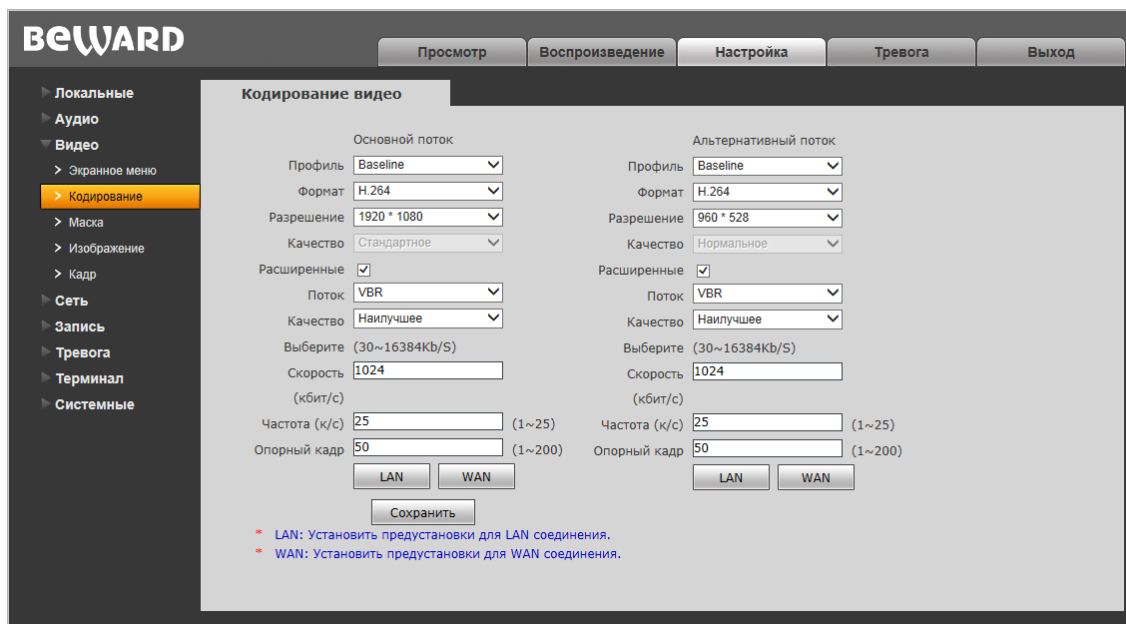 BEWARD
Просмотр
Воспроизведение
Настройка
Тревога
Выход
Локальные
Аудио
Видео
> Экранное меню
> Кодирование
> Маска
> Изображение
> Кадр
Сеть
Запись
Тревога
Терминал
Системные
Кодирование видео
Основной поток
Профиль Baseline
Формат H.264
Разрешение 1920 * 1080
Качество Стандартное
Расширенные
Поток VBR
Качество Наилучшее
Выберите (30~16384Kb/S)
Скорость 1024
(кбит/с)
Частота (к/с) 25 (1~25)
Опорный кадр 50 (1~200)
LAN WAN
Альтернативный поток
Профиль Baseline
Формат H.264
Разрешение 960 * 528
Качество Нормальное
Расширенные
Поток VBR
Качество Наилучшее
Выберите (30~16384Kb/S)
Скорость 1024
(кбит/с)
Частота (к/с) 25 (1~25)
Опорный кадр 50 (1~200)
LAN WAN
Сохранить
* LAN: Установить предустановки для LAN соединения.
* WAN: Установить предустановки для WAN соединения.